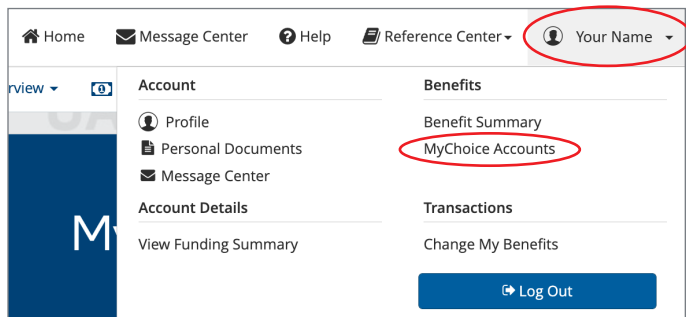 Home Message Center Help Reference Center Your Name
rview
Account Benefits
Profile Benefit Summary
Personal Documents MyChoice Accounts
Message Center
Account Details Transactions
View Funding Summary Change My Benefits
Log Out